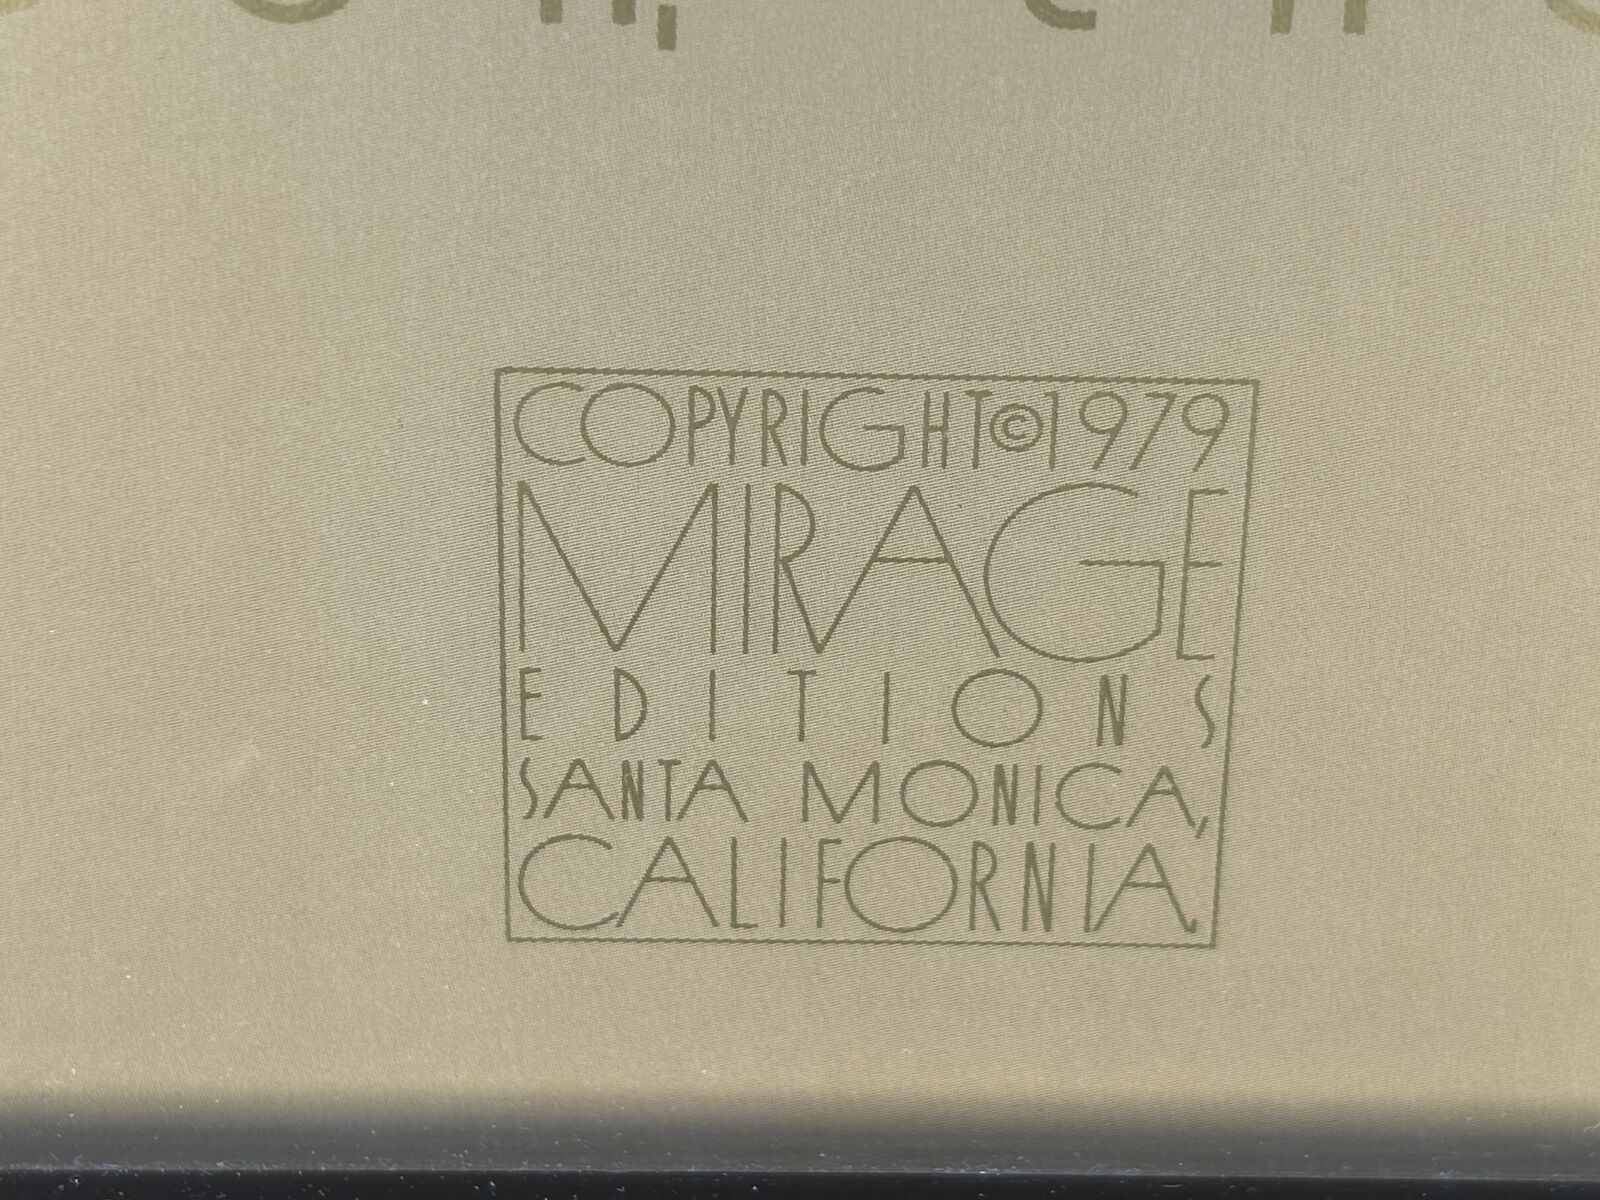 COPYRIGHT©1979
MIRAGE
EDITIONS
SANTA MONICA,
CALIFORNIA.